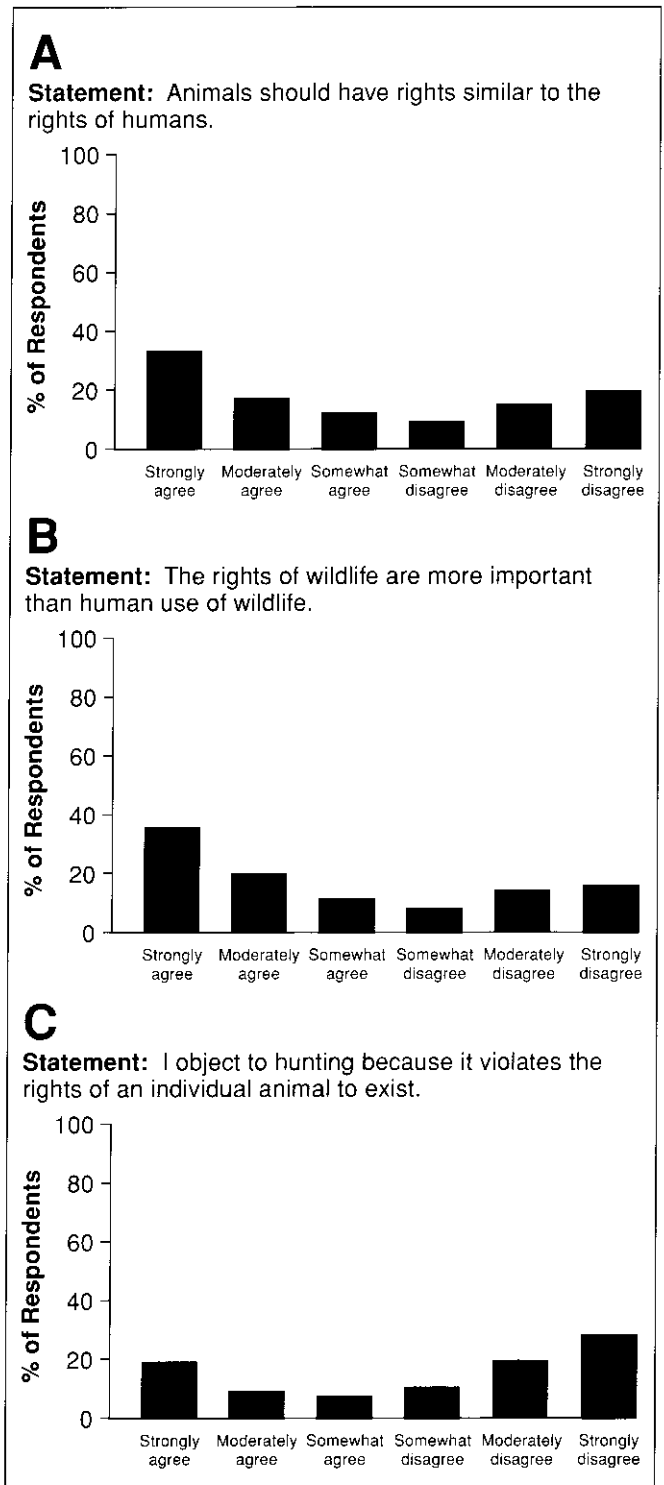 A
Statement: Animals should have rights similar to the
rights of humans.
% of Respondents
100
80
60
40
20
0
Strongly agree
Moderately agree
Somewhat agree
Somewhat disagree
Moderately disagree
Strongly disagree
B
Statement: The rights of wildlife are more important
than human use of wildlife.
% of Respondents
100
80
60
40
20
0
Strongly agree
Moderately agree
Somewhat agree
Somewhat disagree
Moderately disagree
Strongly disagree
C
Statement: I object to hunting because it violates the
rights of an individual animal to exist.
% of Respondents
100
80
60
40
20
0
Strongly agree
Moderately agree
Somewhat agree
Somewhat disagree
Moderately disagree
Strongly disagree